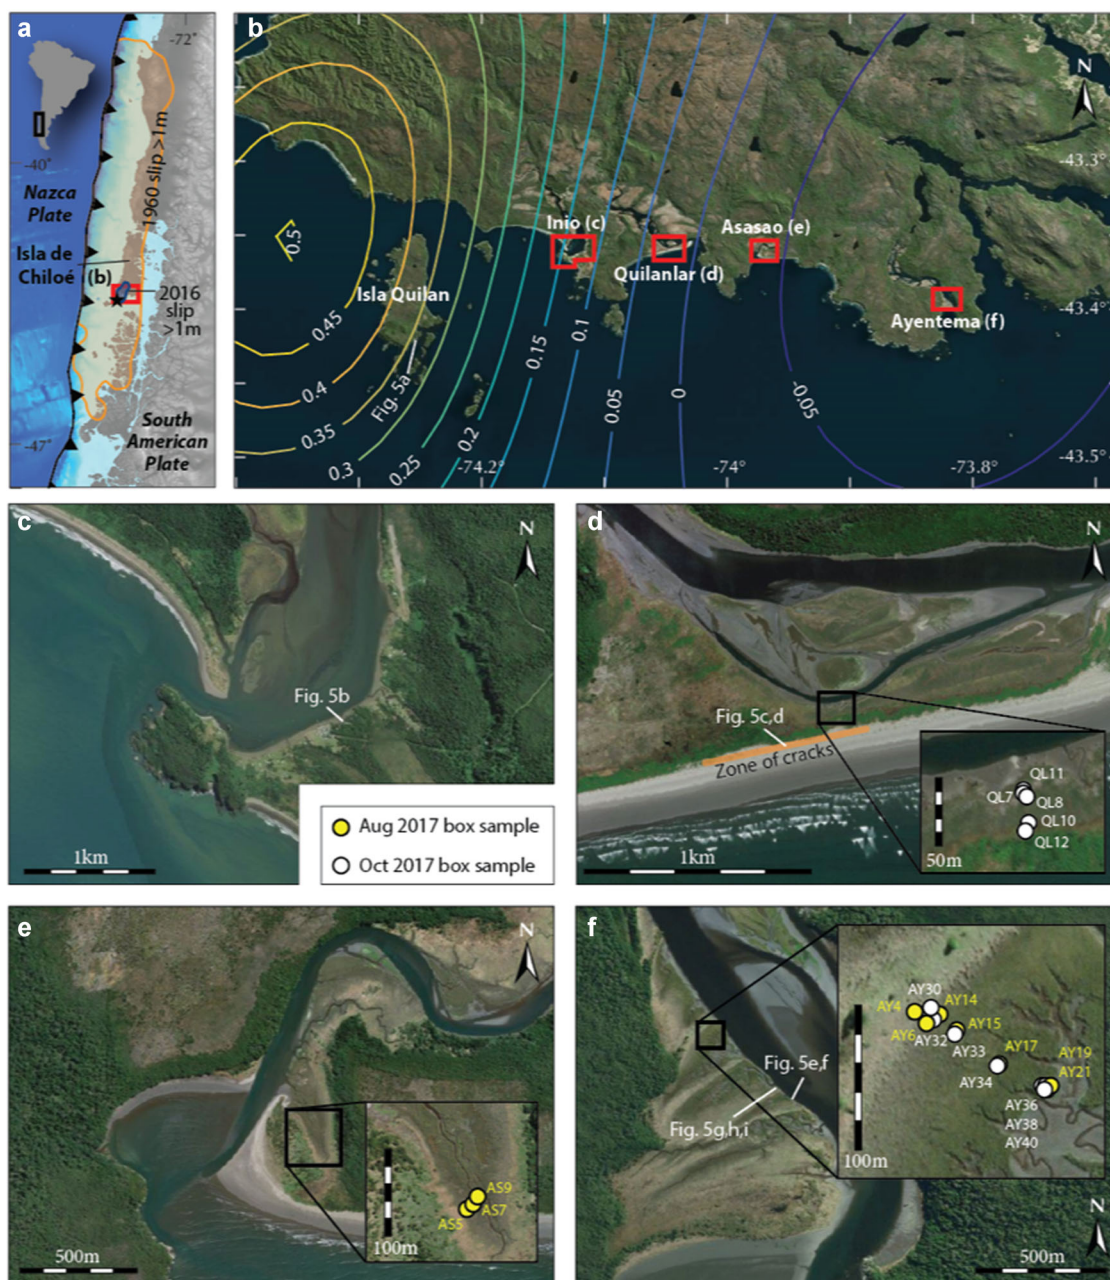 a
-72°
-40°
Nazca
Plate
1960 slip >1m
Isla de
Chiloé
(b)
2016
slip
>1m
South
American
Plate
-47°
b
N
-43.3°
Inio (c)
Asasao (e)
Quilanlar (d)
Isla Quilan
Ayentema (f)
-43.4°
0.5
0.45
0.4
0.35
0.3
0.25
0.2
0.15
0.1
0.05
0
-0.05
Fig. 5a
-74.2°
-74°
-73.8°
-43.5°
c
N
Fig. 5b
1km
Aug 2017 box sample
Oct 2017 box sample
d
N
Fig. 5c,d
Zone of cracks
1km
QL11
QL7
QL8
QL10
QL12
50m
e
N
AS9
AS7
AS5
100m
500m
f
AY30
AY4
AY14
AY6
AY15
AY32
AY33
AY17
AY19
AY34
AY21
AY36
AY38
AY40
100m
Fig. 5e,f
Fig. 5g,h,i
N
500m